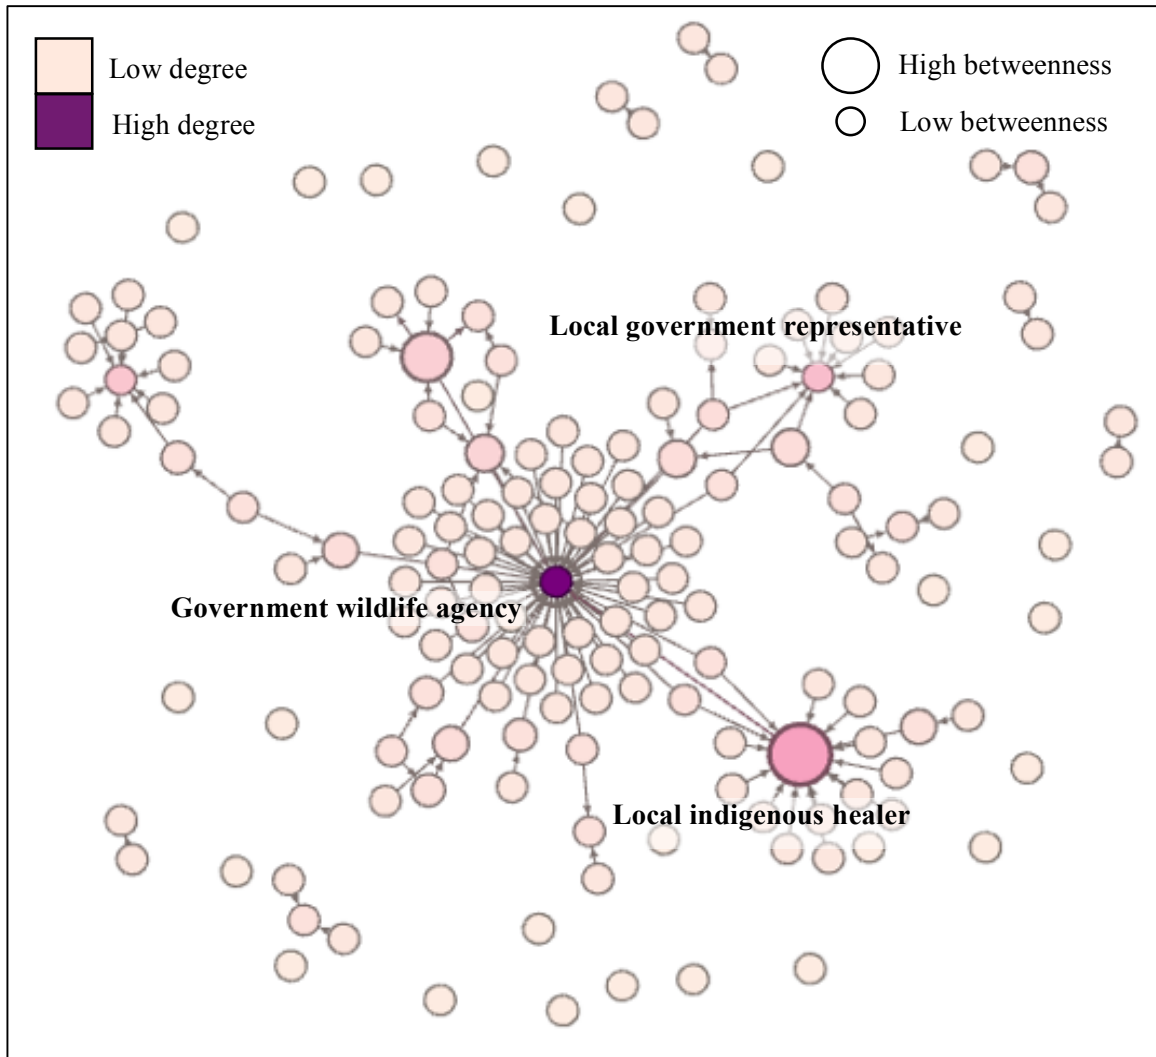 Low degree
High degree
High betweenness
Low betweenness
Local government representative
Government wildlife agency
Local indigenous healer